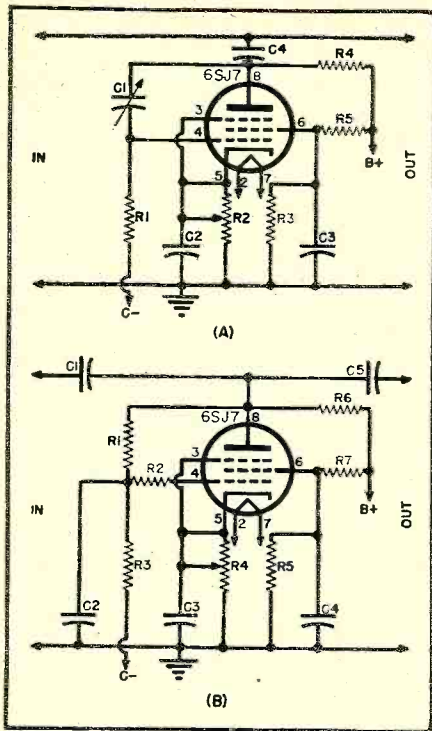 C4
6SJ7
8
R4
C1
3
4
6
R5
B+
IN
OUT
5
2
7
R1
R2
R3
C2
C3
C-
(A)
C1
C5
6SJ7
8
R6
R1
3
R2
4
6
R7
B+
IN
OUT
5
2
7
R3
R4
R5
C2
C3
C4
C-
(B)